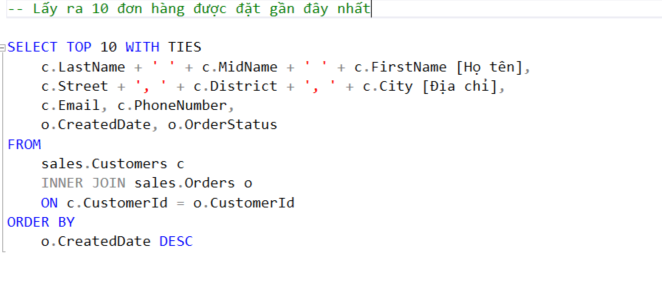 -- Lấy ra 10 đơn hàng được đặt gần đây nhất
SELECT TOP 10 WITH TIES
c.LastName + ' ' + c.MidName + ' ' + c.FirstName [Họ tên],
c.Street + ', ' + c.District + ', ' + c.City [Địa chỉ],
c.Email, c.PhoneNumber,
o.CreatedDate, o.OrderStatus
FROM
sales.Customers c
INNER JOIN sales.Orders o
ON c.CustomerId = o.CustomerId
ORDER BY
o.CreatedDate DESC